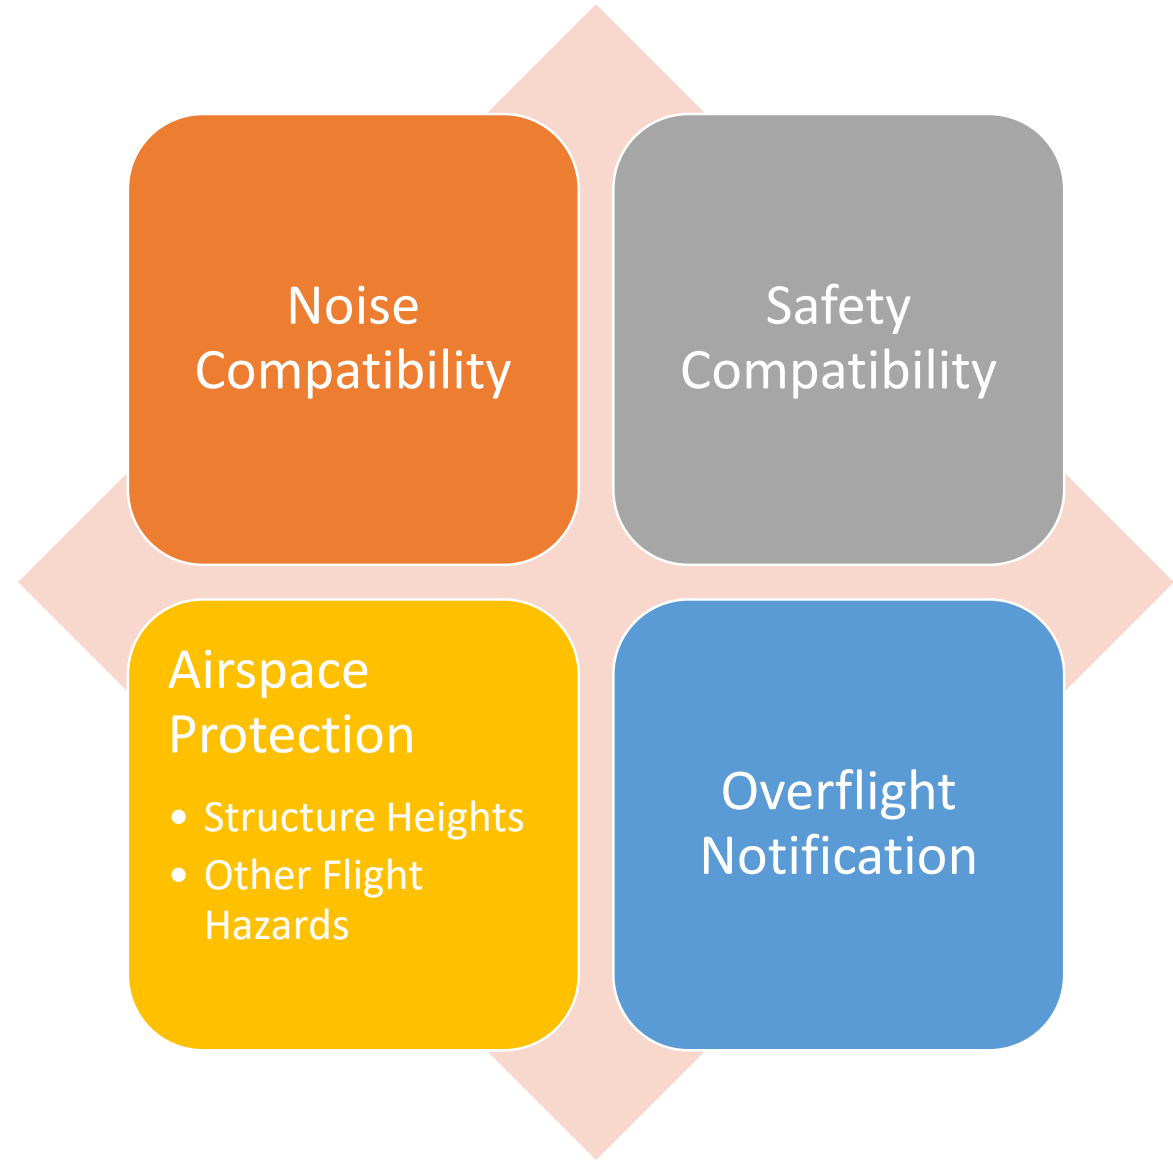 Noise
Compatibility
Safety
Compatibility
Airspace
Protection
• Structure Heights
• Other Flight
Hazards
Overflight
Notification